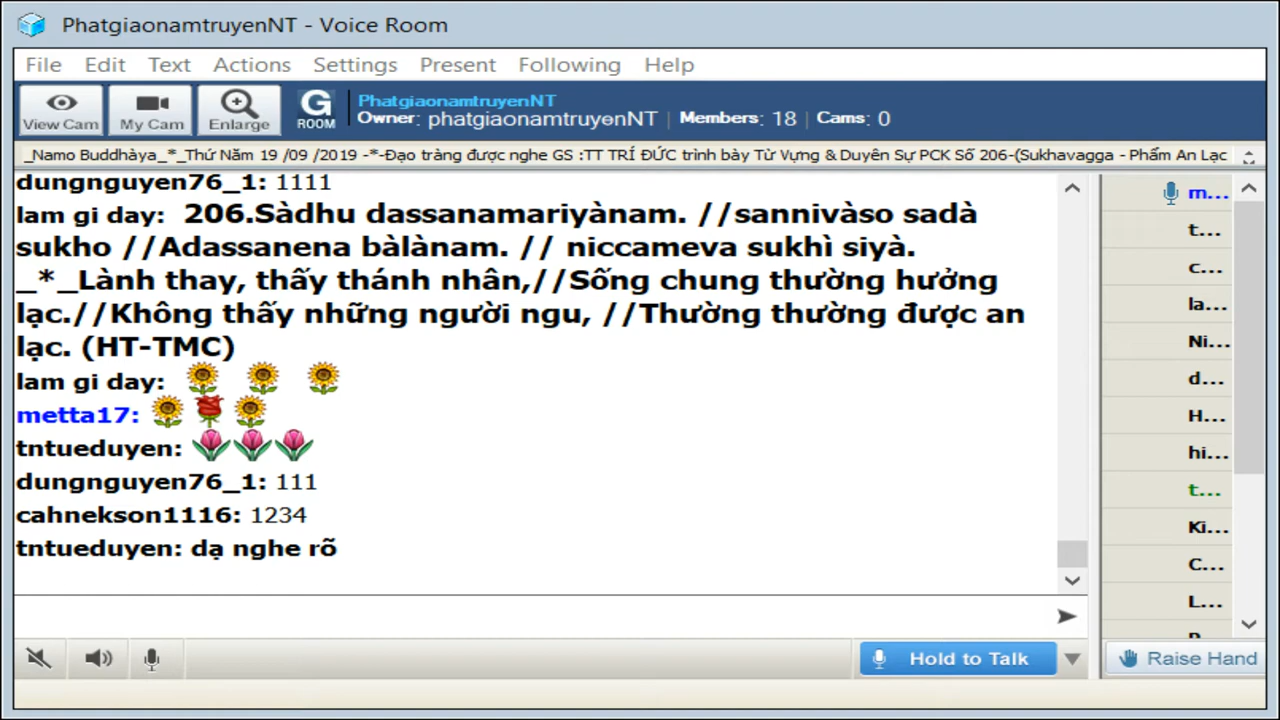 PhatgiaonamtruyenNT - Voice Room
File Edit Text Actions Settings Present Following Help
View Cam My Cam Enlarge G ROOM
PhatgiaonamtruyenNT
Owner: phatgiaonamtruyenNT Members: 18 Cams: 0
_Namo Buddhàya_*_Thứ Năm 19 /09 /2019 -*-Đạo tràng được nghe GS :TT TRÍ ĐỨC trình bày Từ Vựng & Duyên Sự PCK Số 206-(Sukhavagga - Phẩm An Lạc
dungnguyen76_1: 1111
lam gi day: 206.Sàdhu dassanamariyànam. //sannivàso sadà
sukho //Adassanena bàlànam. // niccameva sukhì siyà.
_*_Lành thay, thấy thánh nhân,//Sống chung thường hưởng
lạc.//Không thấy những người ngu, //Thường thường được an
lạc. (HT-TMC)
lam gi day:
metta17:
tntueduyen:
dungnguyen76_1: 111
cahnekson1116: 1234
tntueduyen: dạ nghe rõ
m...
t...
c...
la...
Ni...
d...
H...
hi...
t...
Ki...
C...
L...
Hold to Talk
Raise Hand